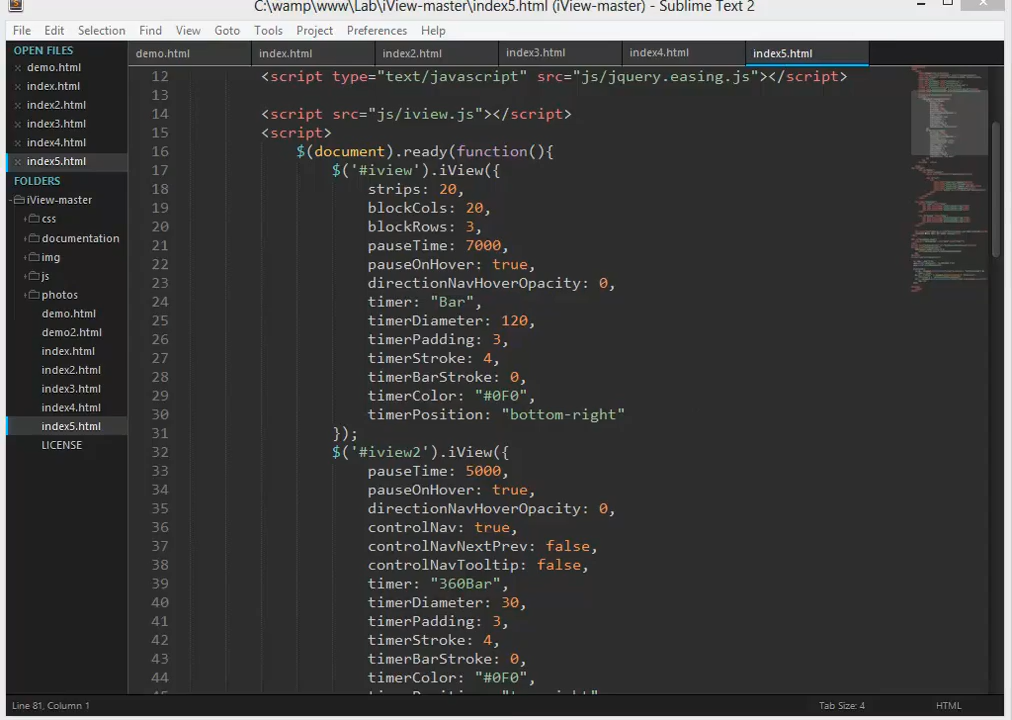 C:\wamp\www\Lab\iView-master\index5.html (iView-master) - Sublime Text 2
File Edit Selection Find View Goto Tools Project Preferences Help
OPEN FILES
× demo.html
× index.html
× index2.html
× index3.html
× index4.html
× index5.html
FOLDERS
iView-master
css
documentation
img
js
photos
demo.html
demo2.html
index.html
index2.html
index3.html
index4.html
index5.html
LICENSE
demo.html index.html index2.html index3.html index4.html index5.html
12 <script type="text/javascript" src="js/jquery.easing.js"></script>
13
14 <script src="js/iview.js"></script>
15 <script>
16 $(document).ready(function(){
17 $('#iview').iView({
18 strips: 20,
19 blockCols: 20,
20 blockRows: 3,
21 pauseTime: 7000,
22 pauseOnHover: true,
23 directionNavHoverOpacity: 0,
24 timer: "Bar",
25 timerDiameter: 120,
26 timerPadding: 3,
27 timerStroke: 4,
28 timerBarStroke: 0,
29 timerColor: "#0F0",
30 timerPosition: "bottom-right"
31 });
32 $('#iview2').iView({
33 pauseTime: 5000,
34 pauseOnHover: true,
35 directionNavHoverOpacity: 0,
36 controlNav: true,
37 controlNavNextPrev: false,
38 controlNavTooltip: false,
39 timer: "360Bar",
40 timerDiameter: 30,
41 timerPadding: 3,
42 timerStroke: 4,
43 timerBarStroke: 0,
44 timerColor: "#0F0",
Line 81, Column 1
Tab Size: 4
HTML